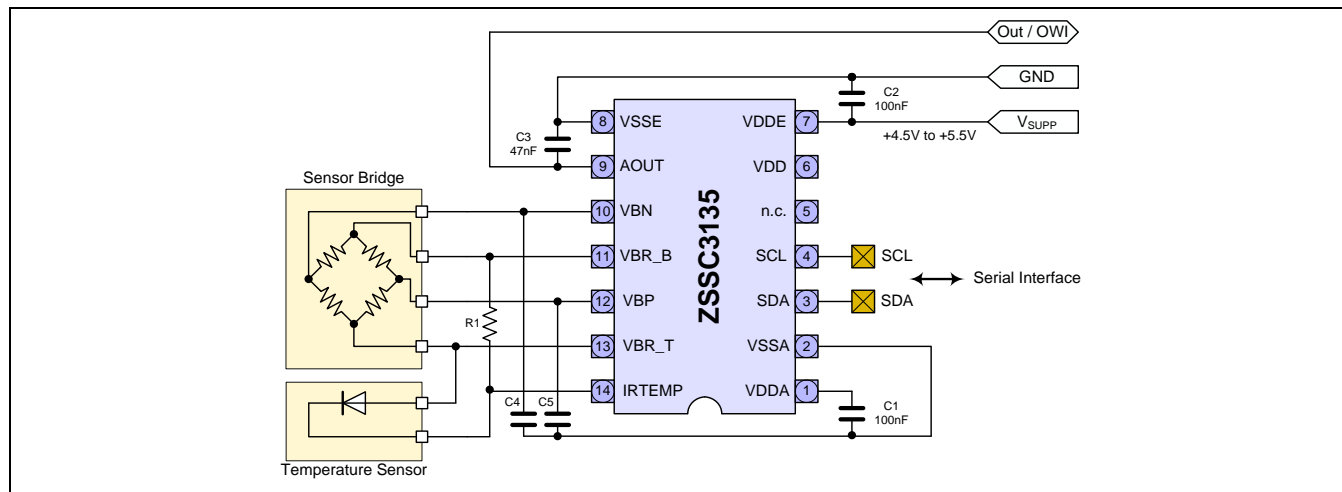 Out / OWI
GND
C2
100nF
VSUPP
+4.5V to +5.5V
8 VSSE
VDDE 7
C3
47nF
9 AOUT
VDD 6
Sensor Bridge
10 VBN
n.c. 5
11 VBR_B
SCL 4
SCL
Serial Interface
12 VBP
SDA 3
SDA
R1
13 VBR_T
VSSA 2
14 IRTEMP
VDDA 1
ZSSC3135
C4
C5
C1
100nF
Temperature Sensor